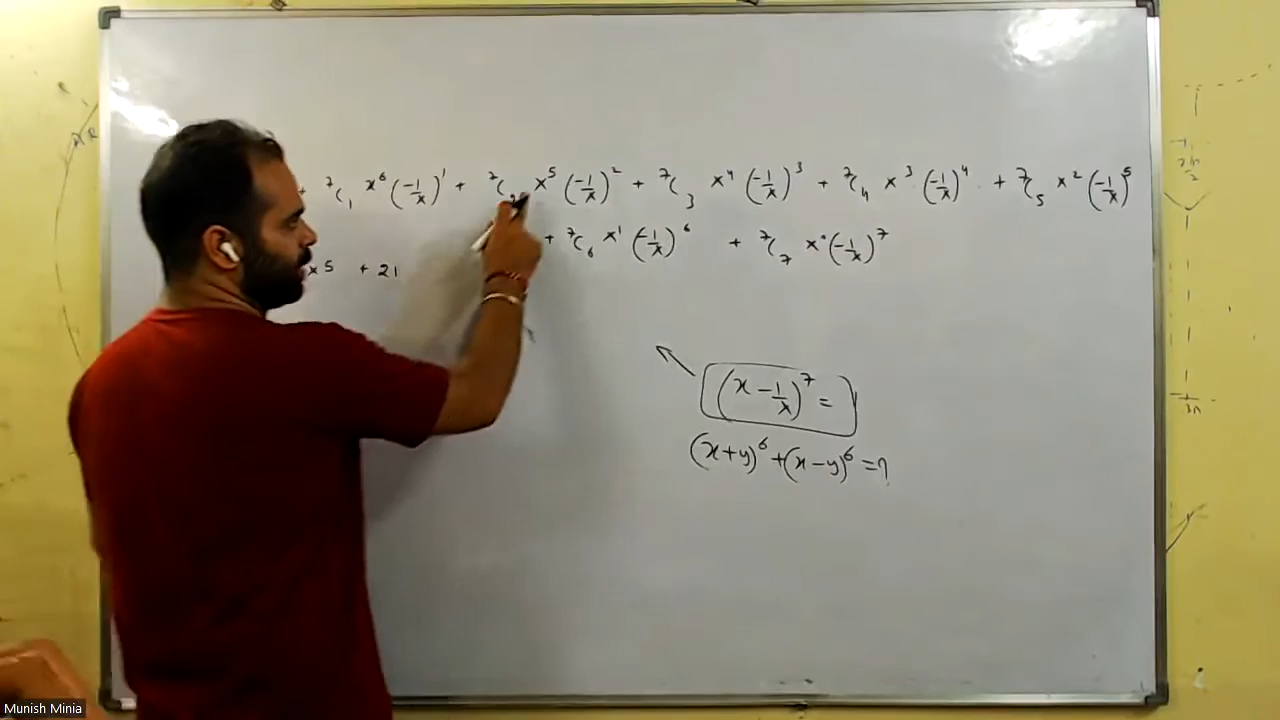 + ⁷C₁ x⁶ (-1/x)¹ + ⁷C₂ x⁵ (-1/x)² + ⁷C₃ x⁴ (-1/x)³ + ⁷C₄ x³ (-1/x)⁴ + ⁷C₅ x² (-1/x)⁵
+ ⁷C₆ x¹ (-1/x)⁶ + ⁷C₇ x⁰ (-1/x)⁷
x⁵ + 21
(x - 1/x)⁷ =
(x+y)⁶ + (x-y)⁶ = ?
Munish Minia